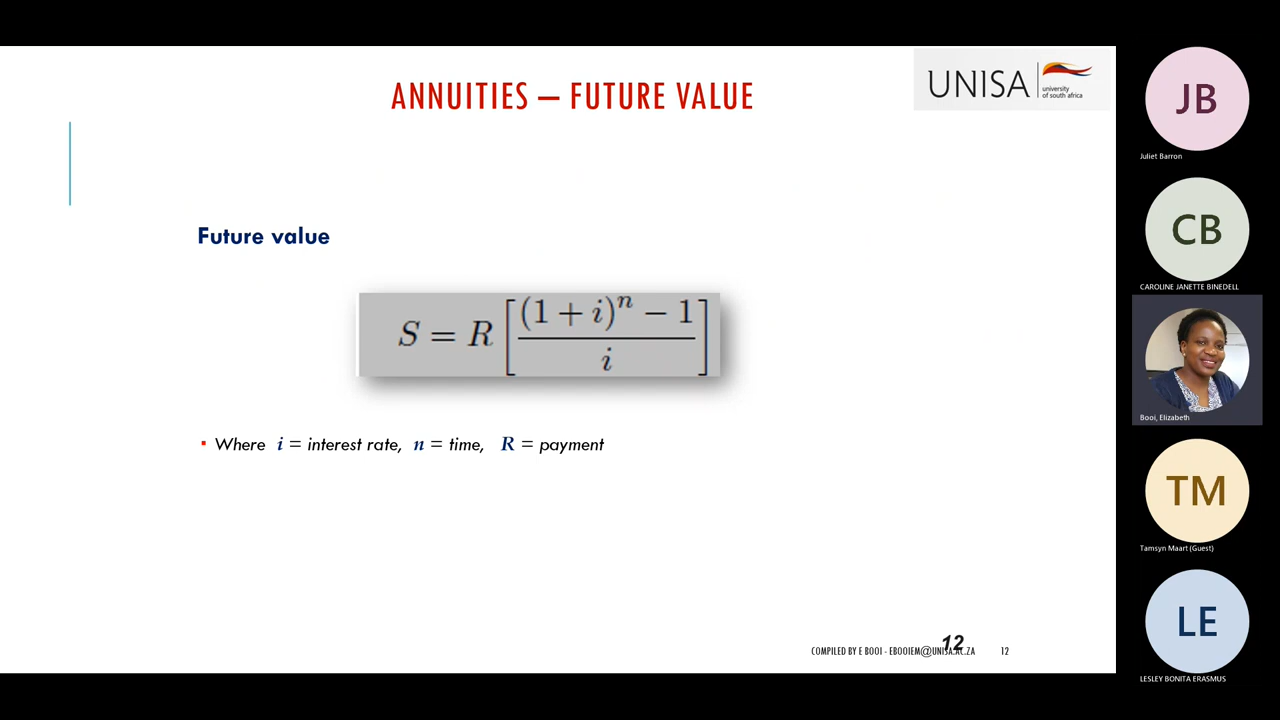 ANNUITIES – FUTURE VALUE
UNISA
university
of south africa
Future value
S = R [ ((1 + i)^n − 1) / i ]
▪ Where i = interest rate, n = time, R = payment
12
COMPILED BY E BOOI - EBOOIEM@UNISA.AC.ZA 12
JB
Juliet Barron
CB
CAROLINE JANETTE BINEDELL
Booi, Elizabeth
TM
Tamsyn Maart (Guest)
LE
LESLEY BONITA ERASMUS